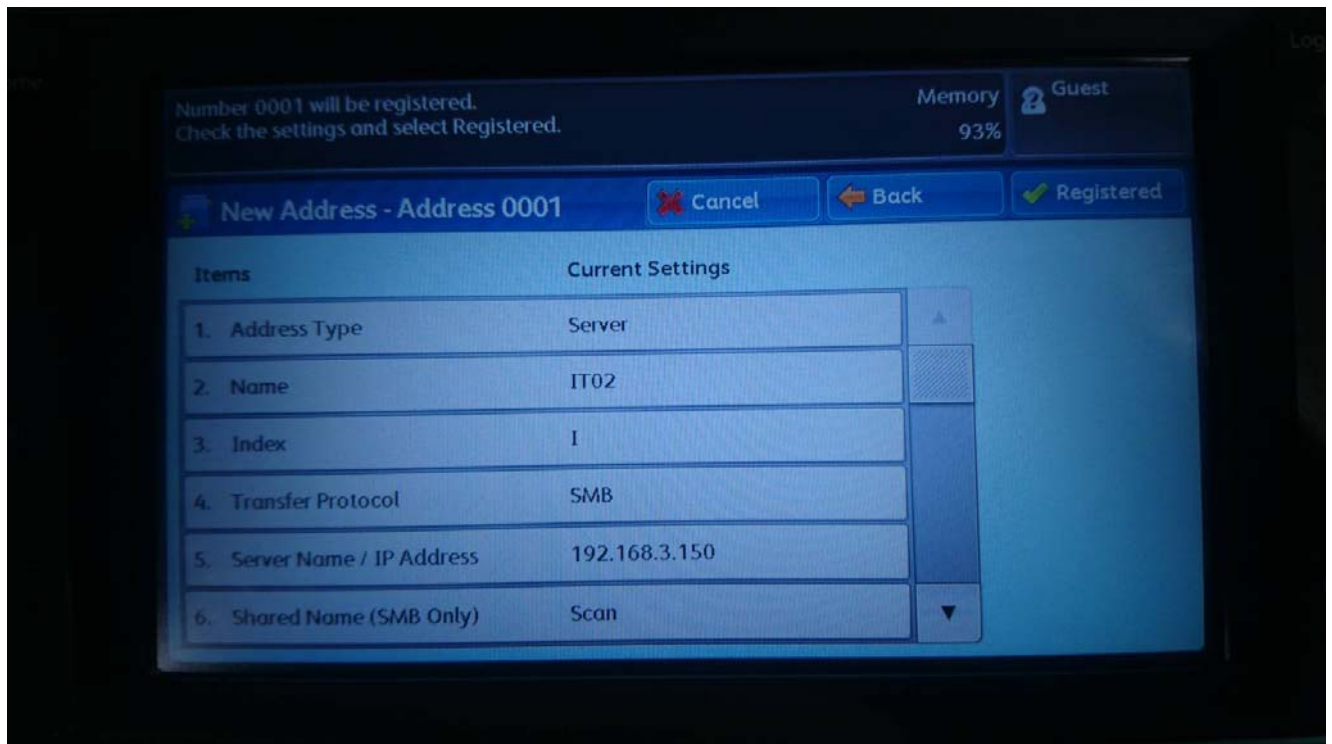 Log
Number 0001 will be registered.
Check the settings and select Registered.
Memory
93%
Guest
New Address - Address 0001
Cancel
Back
Registered
Items Current Settings
1. Address Type Server
2. Name IT02
3. Index I
4. Transfer Protocol SMB
5. Server Name / IP Address 192.168.3.150
6. Shared Name (SMB Only) Scan